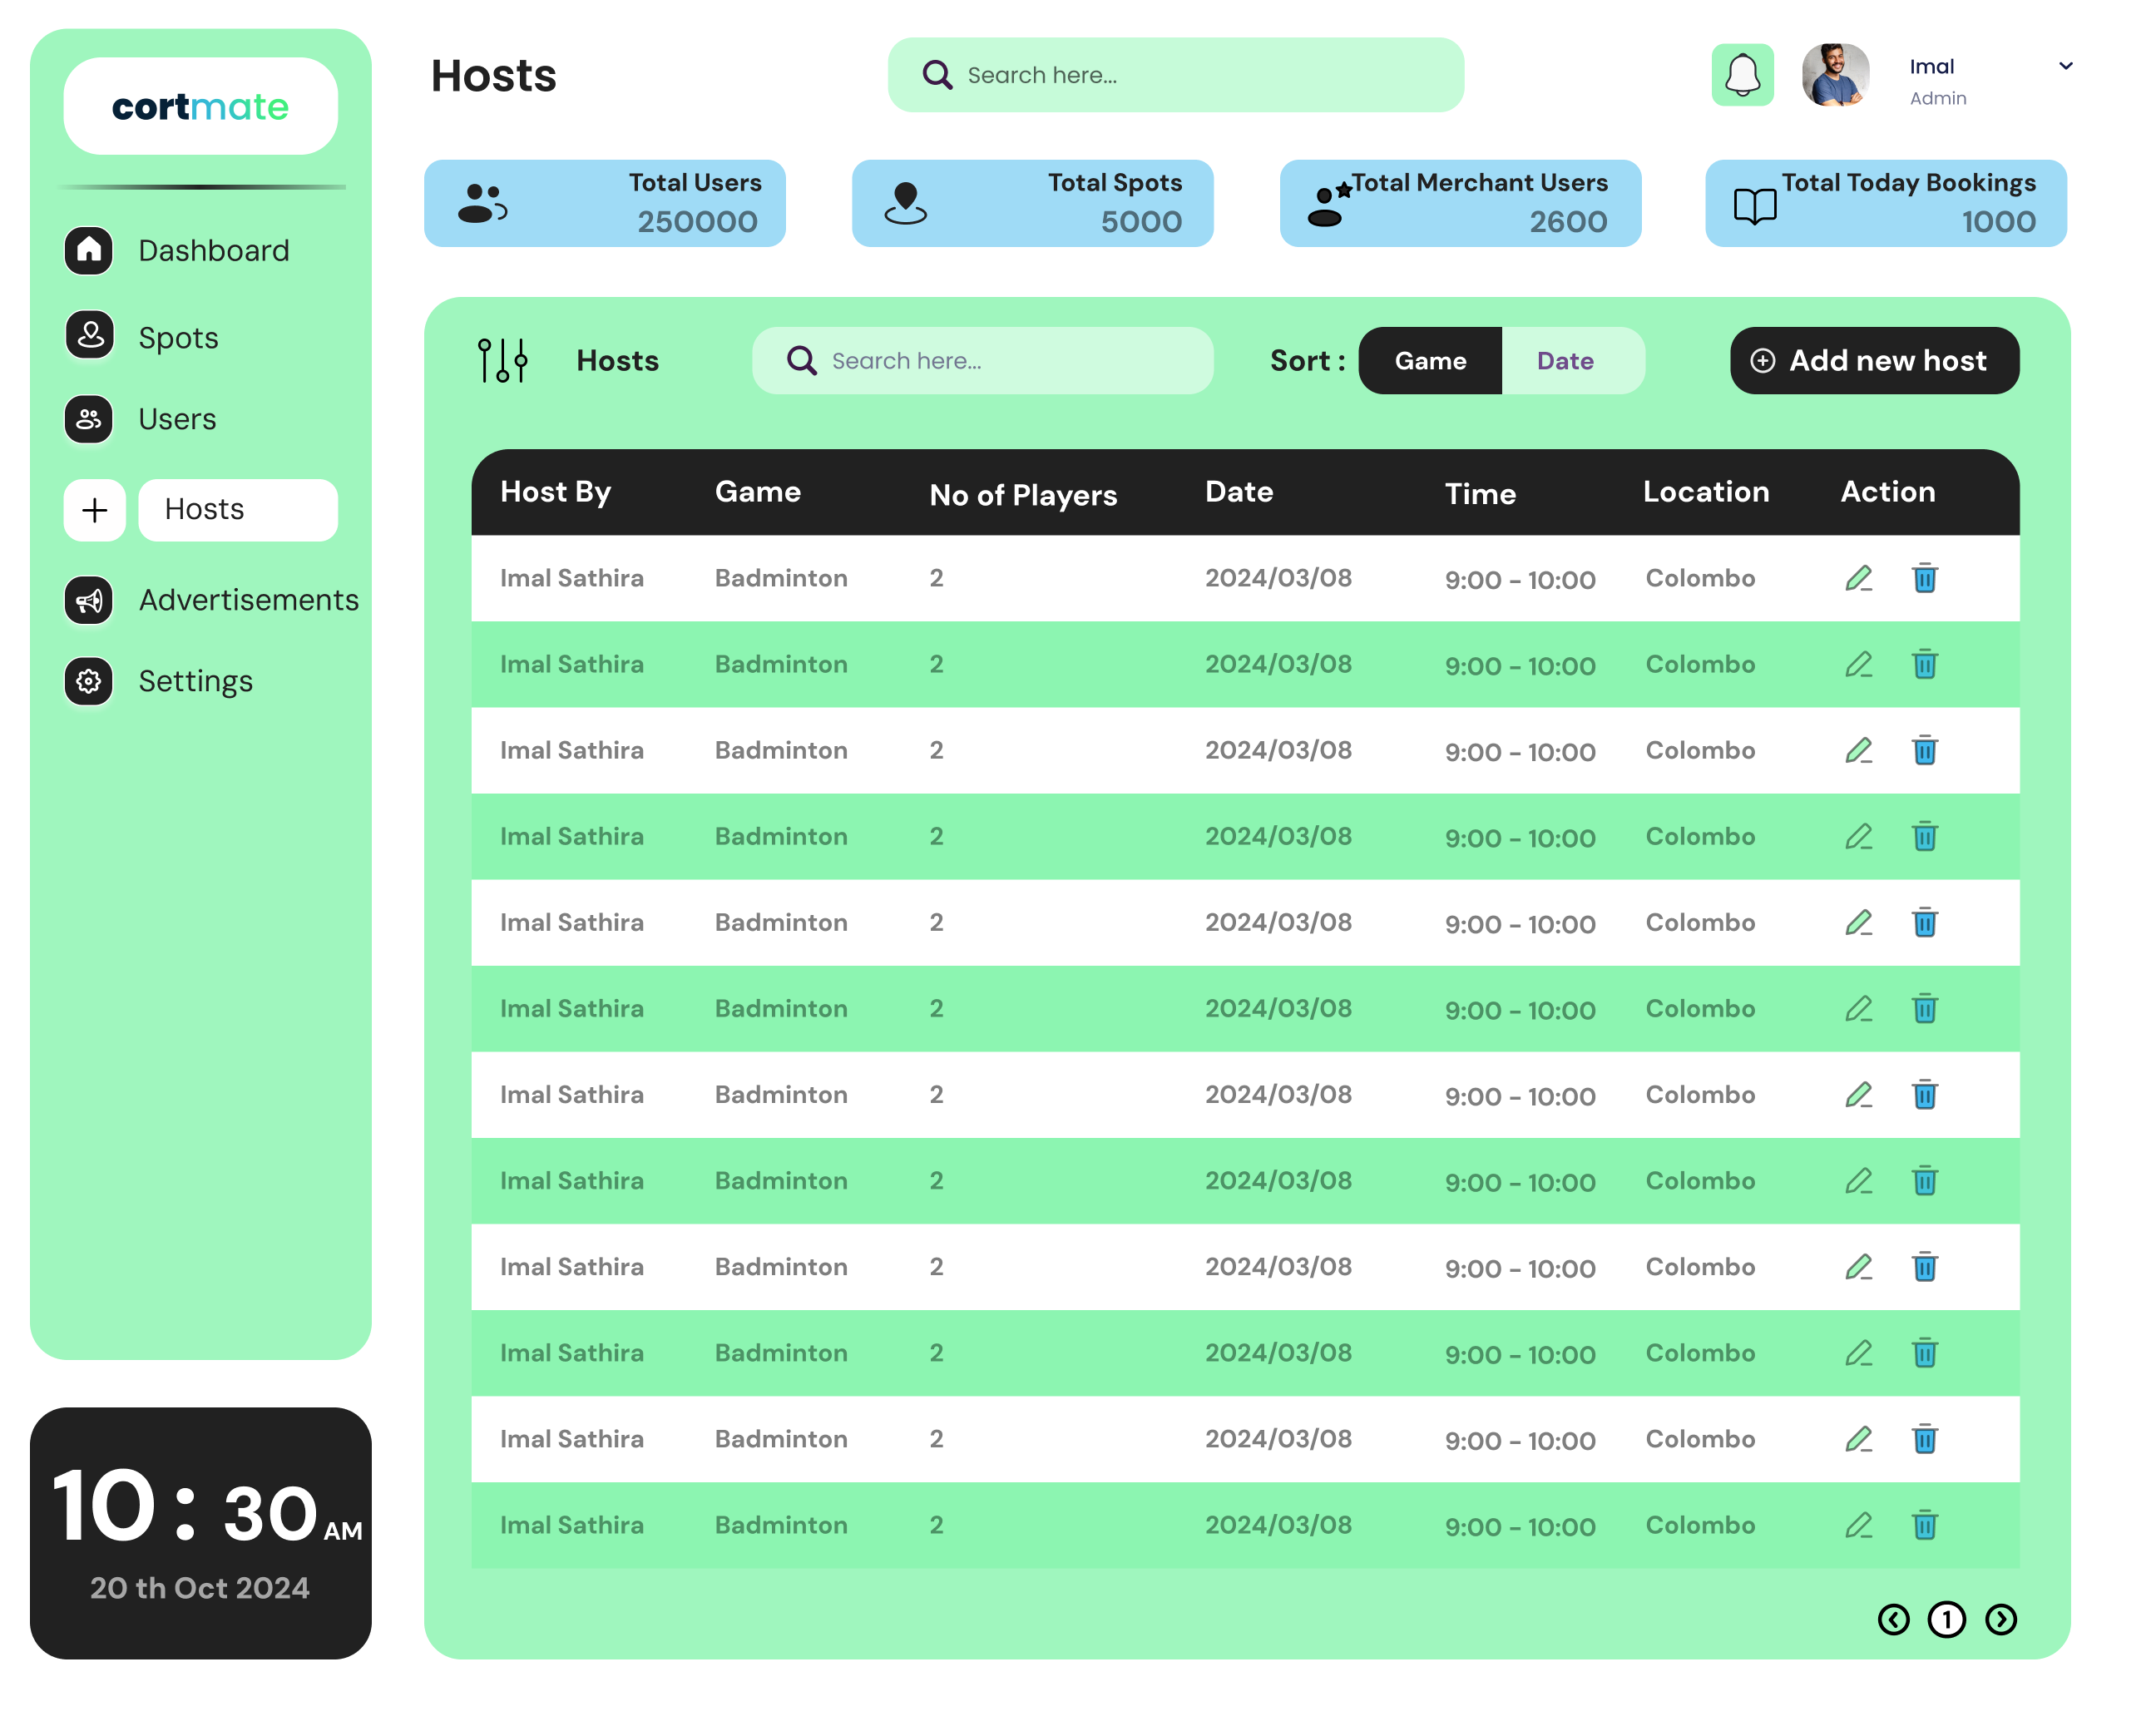 cortmate
Dashboard
Spots
Users
Hosts
Advertisements
Settings
10 : 30 AM
20 th Oct 2024
Hosts
Search here...
Imal
Admin
Total Users
250000
Total Spots
5000
Total Merchant Users
2600
Total Today Bookings
1000
Hosts
Search here...
Sort : Game Date
Add new host
Host By Game No of Players Date Time Location Action
Imal Sathira Badminton 2 2024/03/08 9:00 - 10:00 Colombo
Imal Sathira Badminton 2 2024/03/08 9:00 - 10:00 Colombo
Imal Sathira Badminton 2 2024/03/08 9:00 - 10:00 Colombo
Imal Sathira Badminton 2 2024/03/08 9:00 - 10:00 Colombo
Imal Sathira Badminton 2 2024/03/08 9:00 - 10:00 Colombo
Imal Sathira Badminton 2 2024/03/08 9:00 - 10:00 Colombo
Imal Sathira Badminton 2 2024/03/08 9:00 - 10:00 Colombo
Imal Sathira Badminton 2 2024/03/08 9:00 - 10:00 Colombo
Imal Sathira Badminton 2 2024/03/08 9:00 - 10:00 Colombo
Imal Sathira Badminton 2 2024/03/08 9:00 - 10:00 Colombo
Imal Sathira Badminton 2 2024/03/08 9:00 - 10:00 Colombo
Imal Sathira Badminton 2 2024/03/08 9:00 - 10:00 Colombo
1